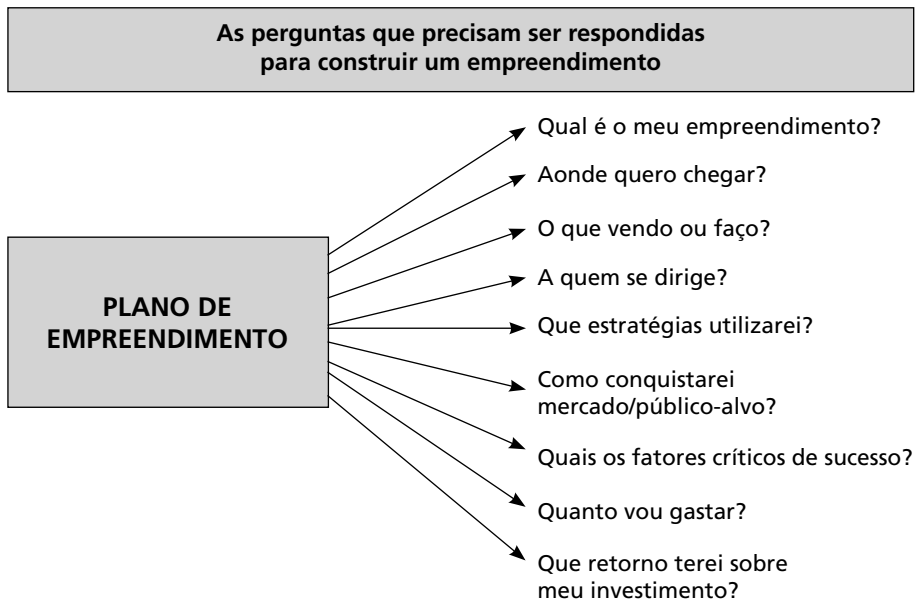 As perguntas que precisam ser respondidas
para construir um empreendimento
PLANO DE
EMPREENDIMENTO
Qual é o meu empreendimento?
Aonde quero chegar?
O que vendo ou faço?
A quem se dirige?
Que estratégias utilizarei?
Como conquistarei
mercado/público-alvo?
Quais os fatores críticos de sucesso?
Quanto vou gastar?
Que retorno terei sobre
meu investimento?